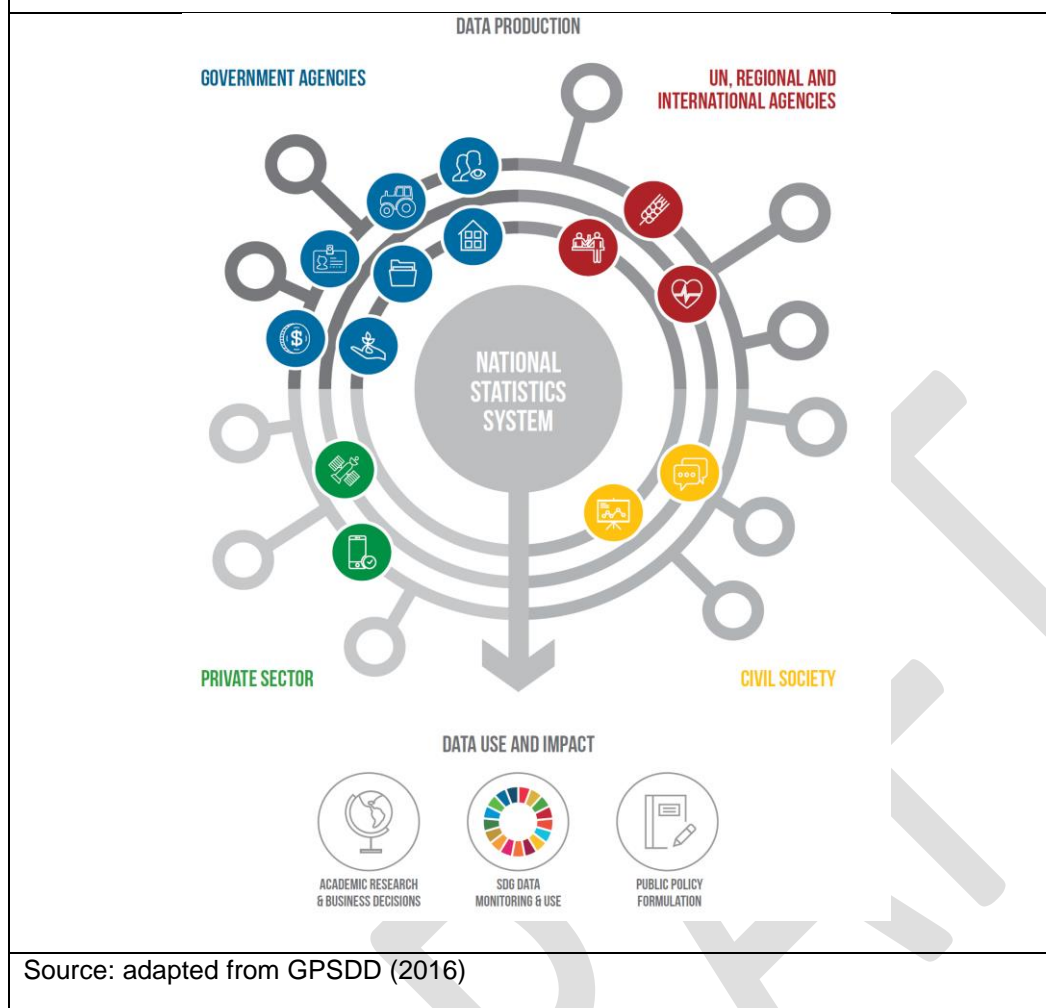 DATA PRODUCTION
GOVERNMENT AGENCIES
UN, REGIONAL AND
INTERNATIONAL AGENCIES
$
NATIONAL
STATISTICS
SYSTEM
PRIVATE SECTOR
CIVIL SOCIETY
DATA USE AND IMPACT
ACADEMIC RESEARCH
& BUSINESS DECISIONS
SDG DATA
MONITORING & USE
PUBLIC POLICY
FORMULATION
Source: adapted from GPSDD (2016)